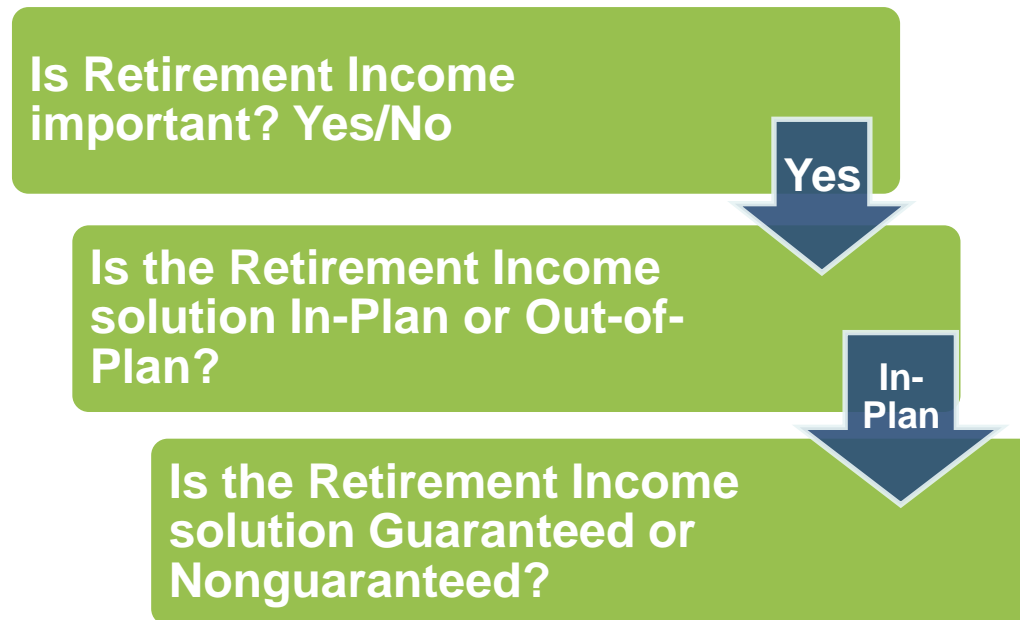 Is Retirement Income
important? Yes/No
Yes
Is the Retirement Income
solution In-Plan or Out-of-
Plan?
In-
Plan
Is the Retirement Income
solution Guaranteed or
Nonguaranteed?